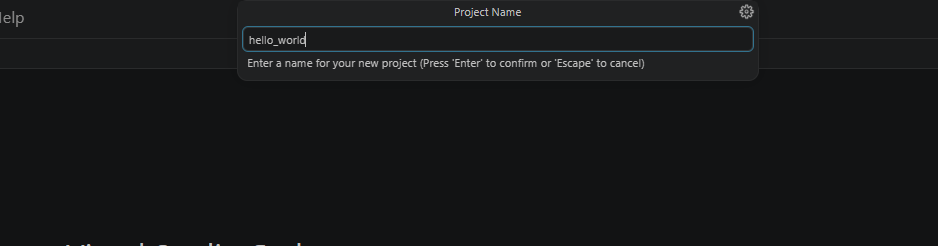 Help
Project Name
hello_world
Enter a name for your new project (Press 'Enter' to confirm or 'Escape' to cancel)